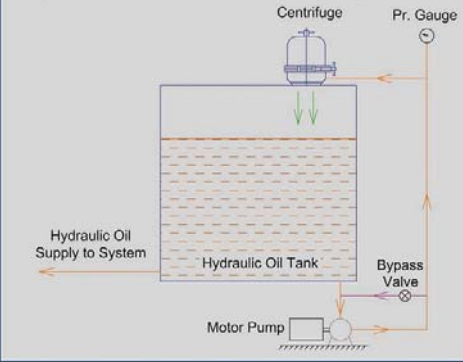 Centrifuge
Pr. Gauge
Hydraulic Oil
Supply to System
Hydraulic Oil Tank
Bypass
Valve
Motor Pump